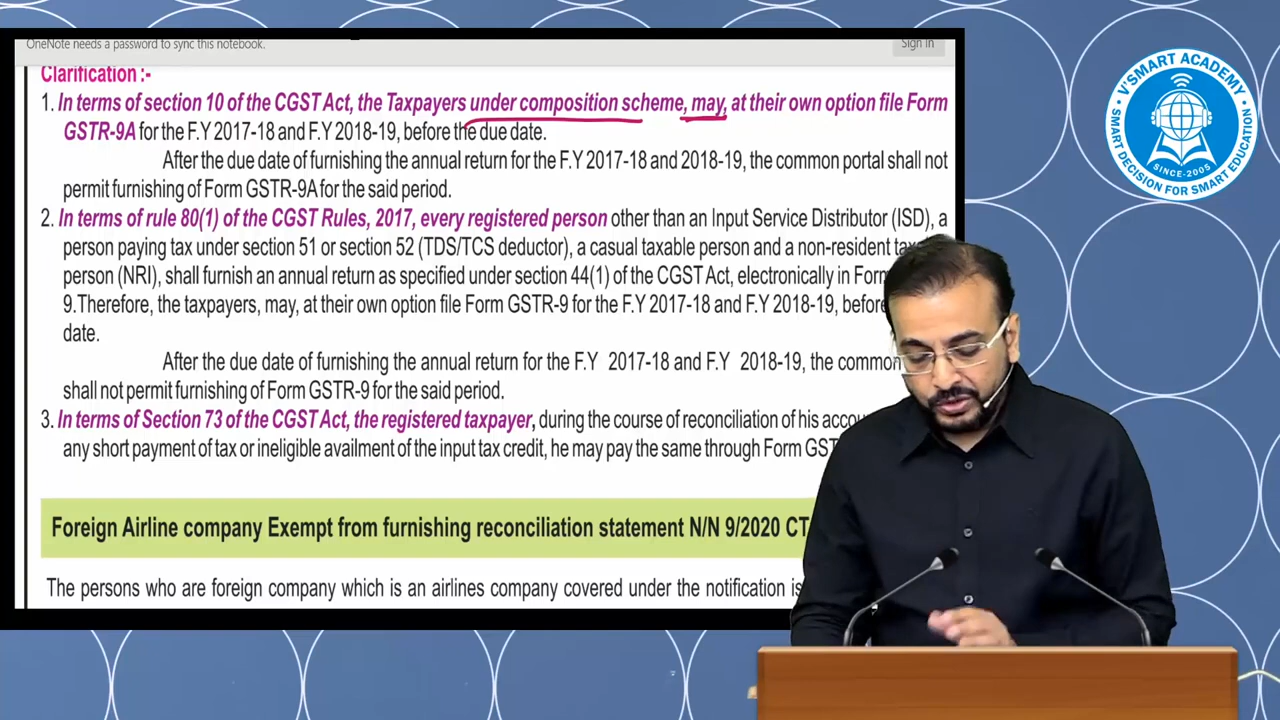 OneNote needs a password to sync this notebook.
Sign In
Clarification :-
1. In terms of section 10 of the CGST Act, the Taxpayers under composition scheme, may, at their own option file Form
GSTR-9A for the F.Y 2017-18 and F.Y 2018-19, before the due date.
After the due date of furnishing the annual return for the F.Y 2017-18 and 2018-19, the common portal shall not
permit furnishing of Form GSTR-9A for the said period.
2. In terms of rule 80(1) of the CGST Rules, 2017, every registered person other than an Input Service Distributor (ISD), a
person paying tax under section 51 or section 52 (TDS/TCS deductor), a casual taxable person and a non-resident
person (NRI), shall furnish an annual return as specified under section 44(1) of the CGST Act, electronically in
9.Therefore, the taxpayers, may, at their own option file Form GSTR-9 for the F.Y 2017-18 and F.Y 2018-19,
date.
After the due date of furnishing the annual return for the F.Y 2017-18 and F.Y 2018-19, the common
shall not permit furnishing of Form GSTR-9 for the said period.
3. In terms of Section 73 of the CGST Act, the registered taxpayer, during the course of reconciliation of his
any short payment of tax or ineligible availment of the input tax credit, he may pay the same through Form
Foreign Airline company Exempt from furnishing reconciliation statement N/N 9/2020 CT
The persons who are foreign company which is an airlines company covered under the notification
V'SMART ACADEMY
SINCE-2005
SMART DECISION FOR SMART EDUCATION